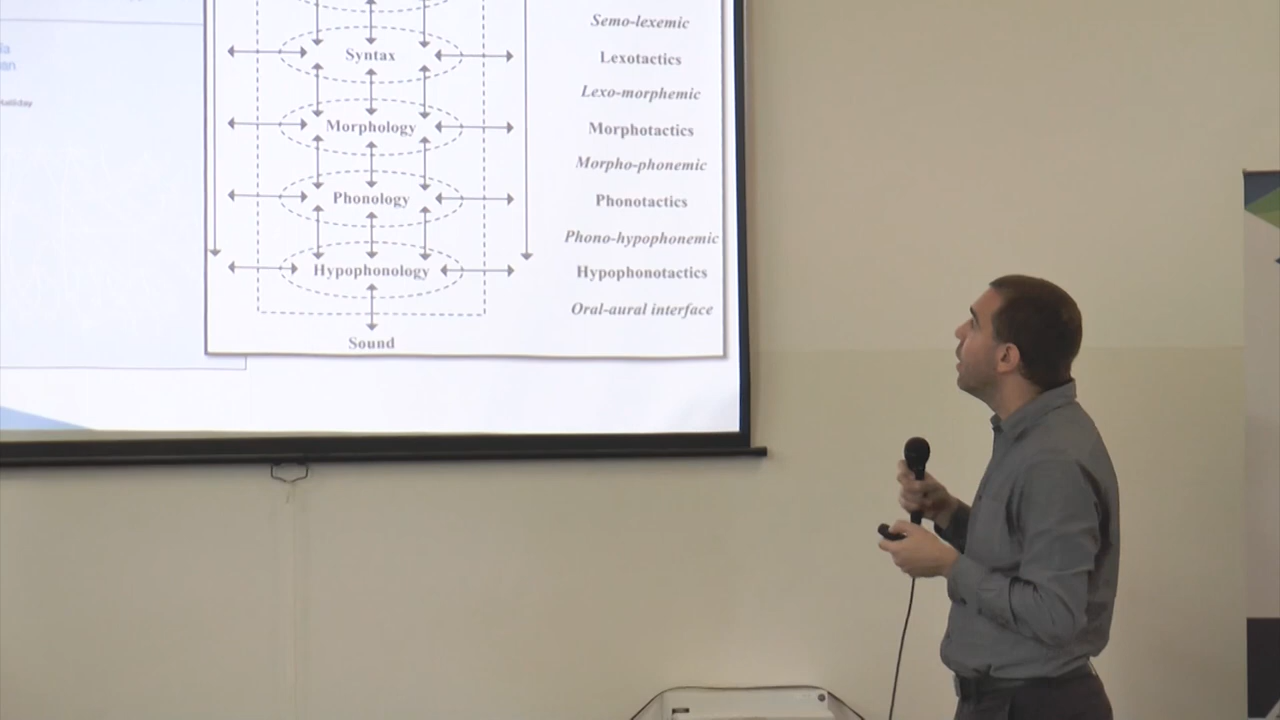 Semo-lexemic
Syntax
Lexotactics
Lexo-morphemic
Morphology
Morphotactics
Morpho-phonemic
Phonology
Phonotactics
Phono-hypophonemic
Hypophonology
Hypophonotactics
Oral-aural interface
Sound